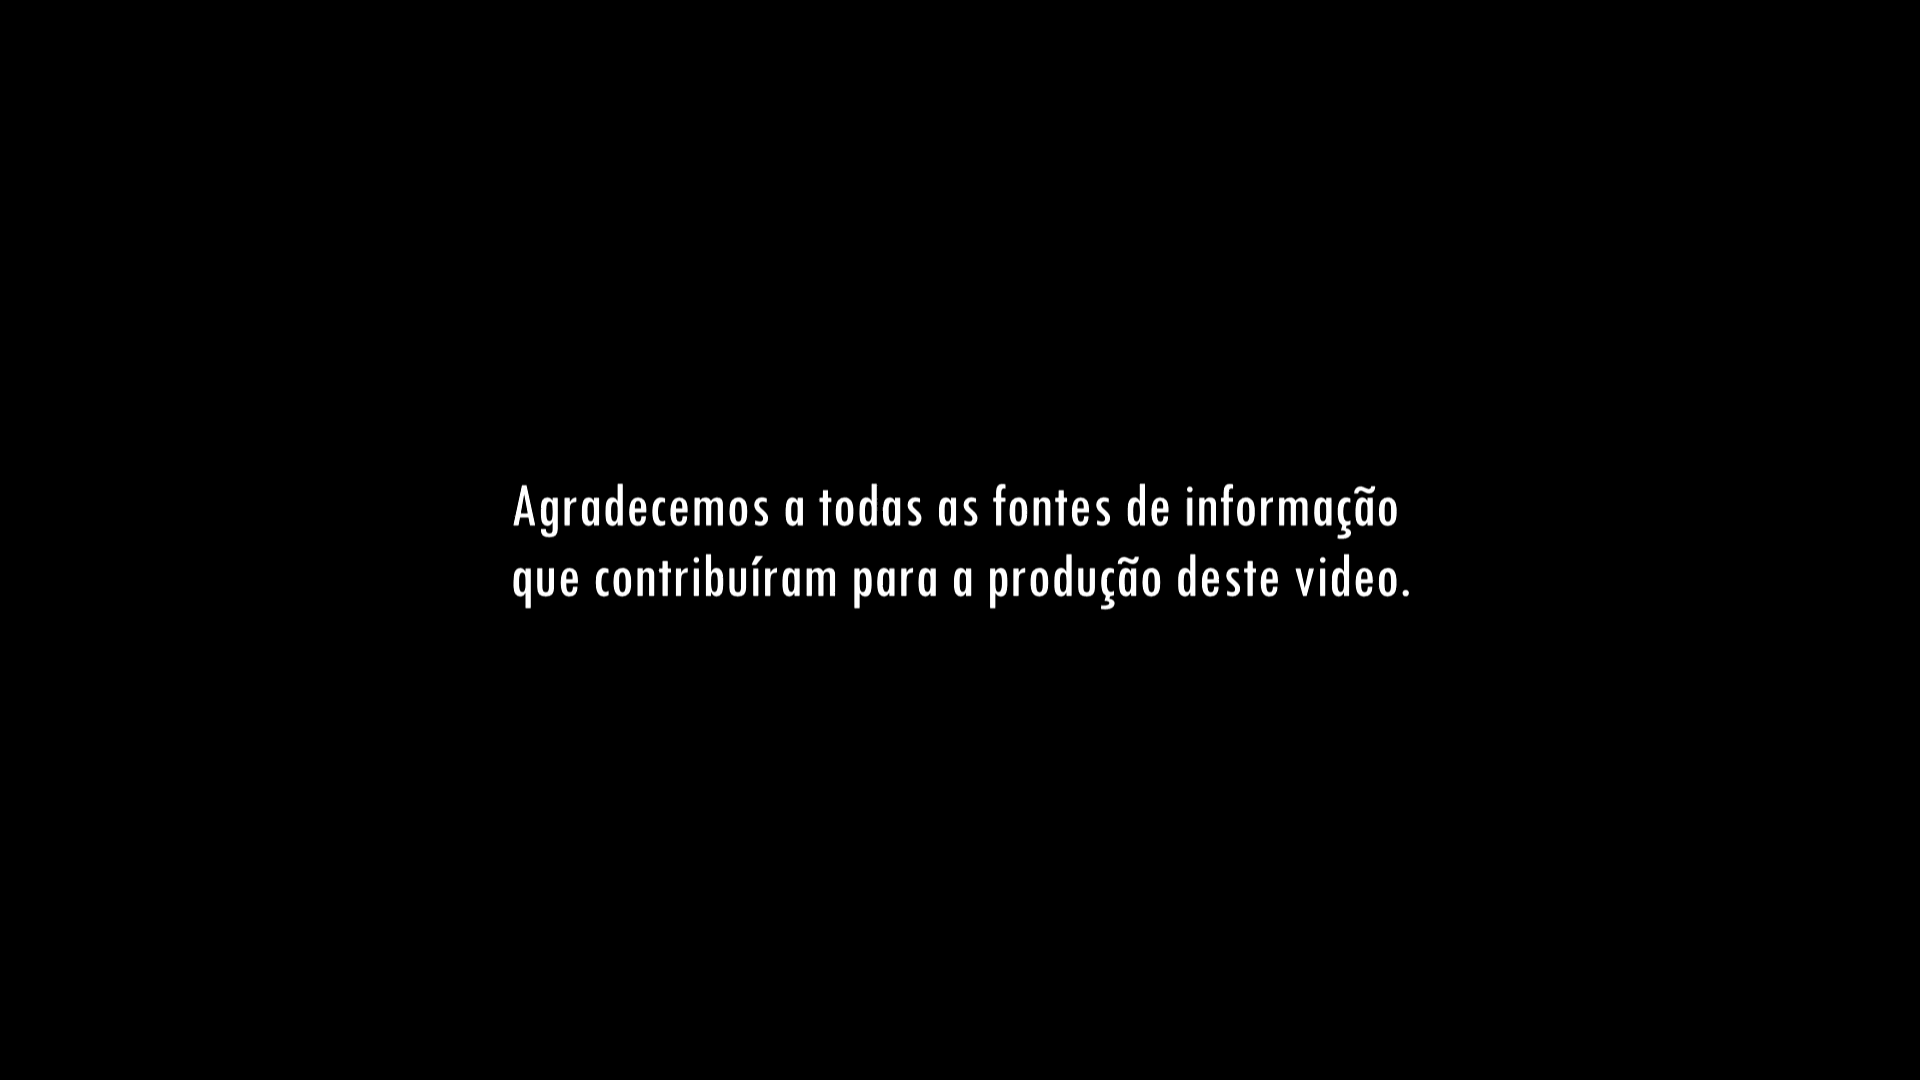 Agradecemos a todas as fontes de informação
que contribuíram para a produção deste video.